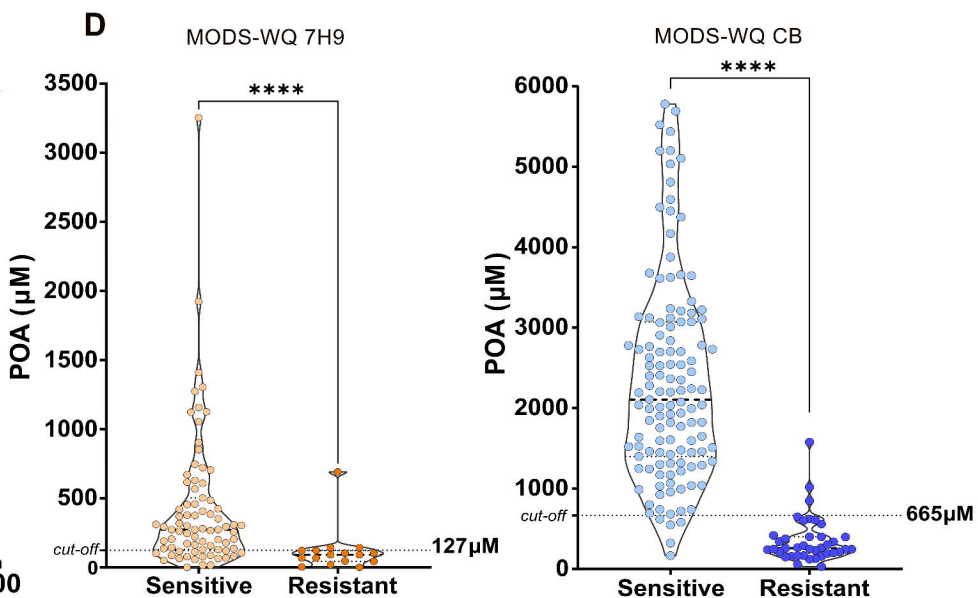 D
MODS-WQ 7H9
****
3500
3000
2500
2000
1500
1000
500
0
POA (µM)
cut-off
127µM
Sensitive
Resistant
00
MODS-WQ CB
****
6000
5000
4000
3000
2000
1000
0
POA (µM)
cut-off
665µM
Sensitive
Resistant